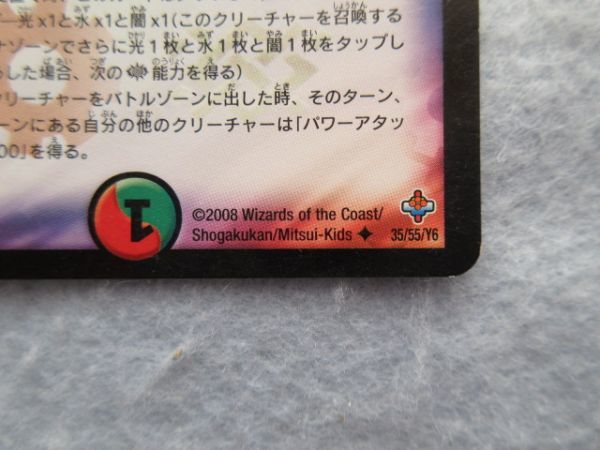 光x1と水x1と闇x1(このクリーチャーを召喚する
ナゾーンでさらに光1枚と水1枚と闇1枚をタップし
した場合、次の 能力を得る)
クリーチャーをバトルゾーンに出した時、そのターン、
ーンにある自分の他のクリーチャーは「パワーアタッ
00」を得る。
1
©2008 Wizards of the Coast/
Shogakukan/Mitsui-Kids
35/55/Y6